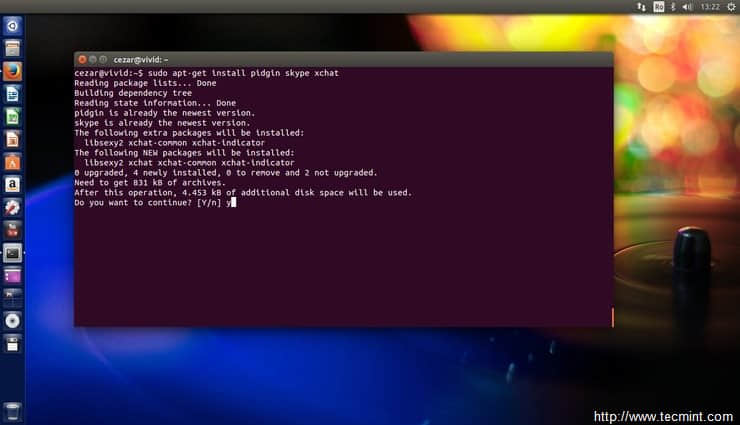 Ro
13:22
cezar@vivid: ~
cezar@vivid:~$ sudo apt-get install pidgin skype xchat
Reading package lists... Done
Building dependency tree
Reading state information... Done
pidgin is already the newest version.
skype is already the newest version.
The following extra packages will be installed:
libsexy2 xchat-common xchat-indicator
The following NEW packages will be installed:
libsexy2 xchat xchat-common xchat-indicator
0 upgraded, 4 newly installed, 0 to remove and 2 not upgraded.
Need to get 831 kB of archives.
After this operation, 4.453 kB of additional disk space will be used.
Do you want to continue? [Y/n] y
http://www.tecmint.com